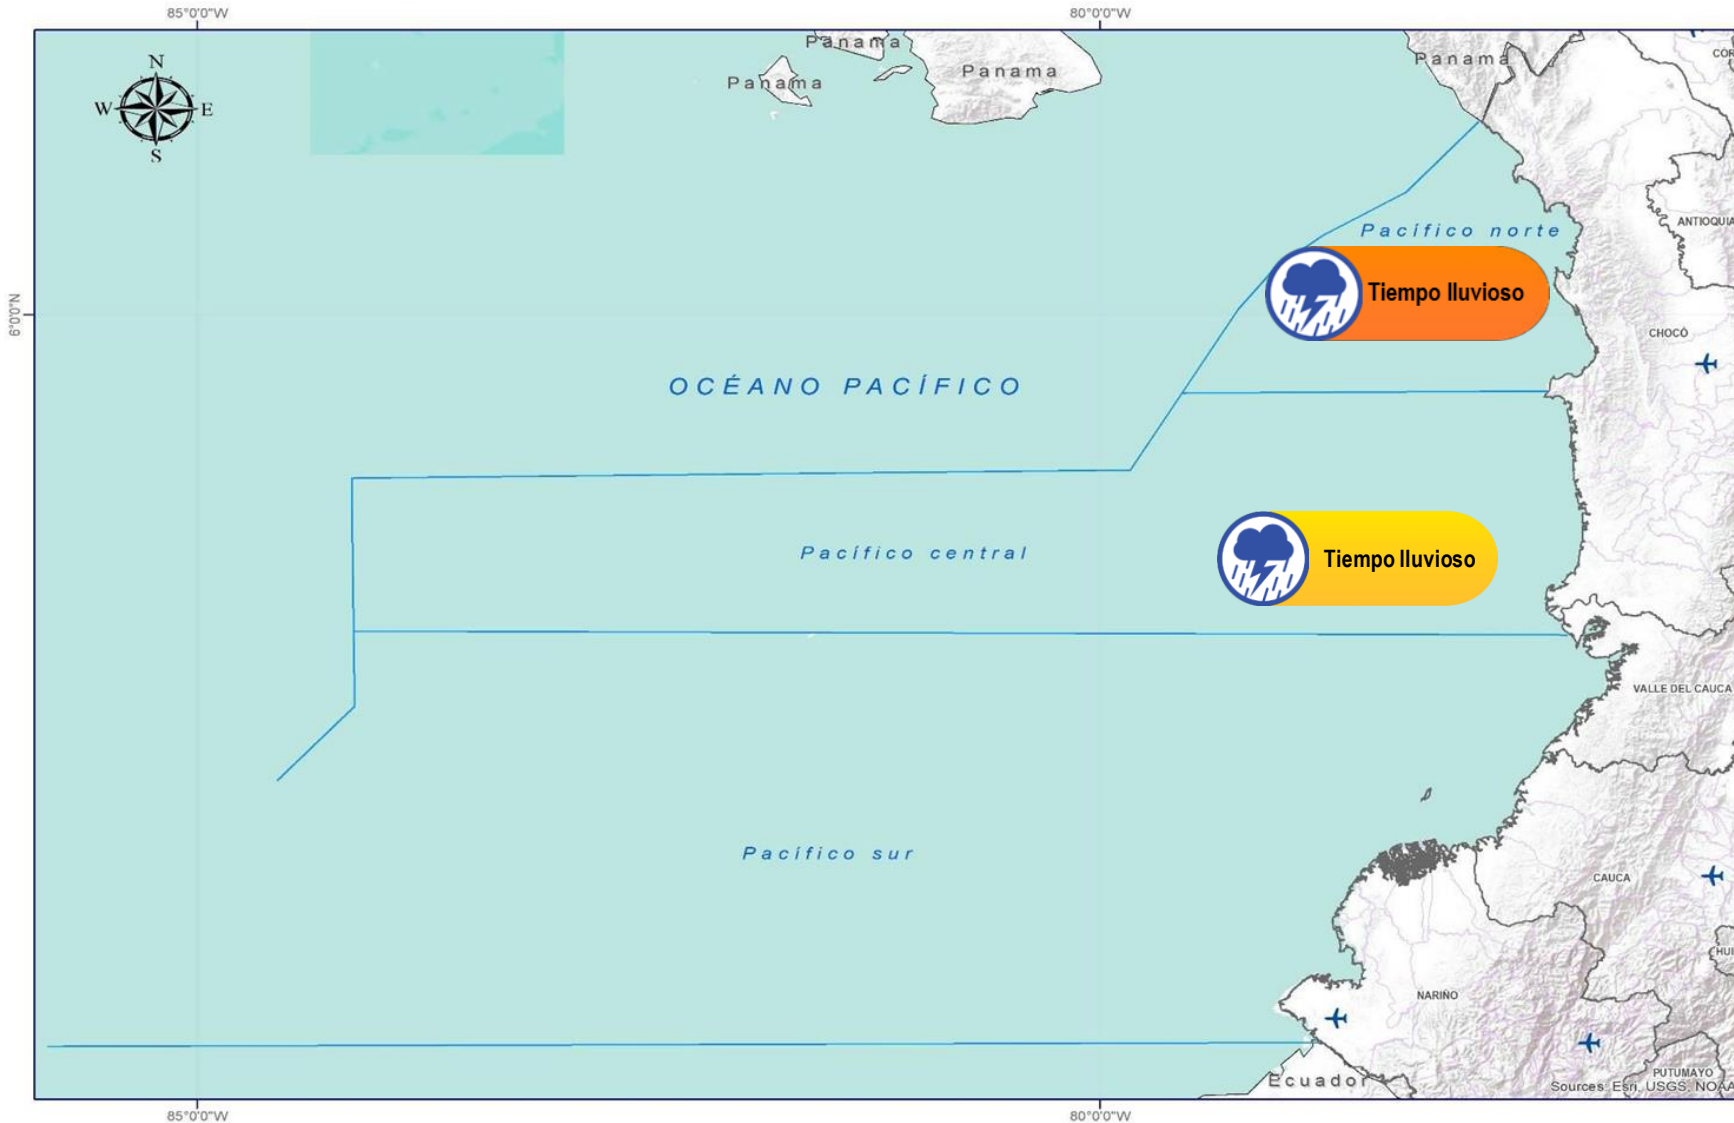 85°0'0"W
80°0'0"W
Panama
Panama
Panama
Panamá
CÓR
N
W
E
S
ANTIOQUIA
Pacífico norte
Tiempo lluvioso
6°0'0"N
CHOCÓ
OCÉANO PACÍFICO
Pacífico central
Tiempo lluvioso
VALLE DEL CAUCA
Pacífico sur
CAUCA
HUI
NARIÑO
PUTUMAYO
Ecuador
Sources: Esri, USGS, NOAA
85°0'0"W
80°0'0"W